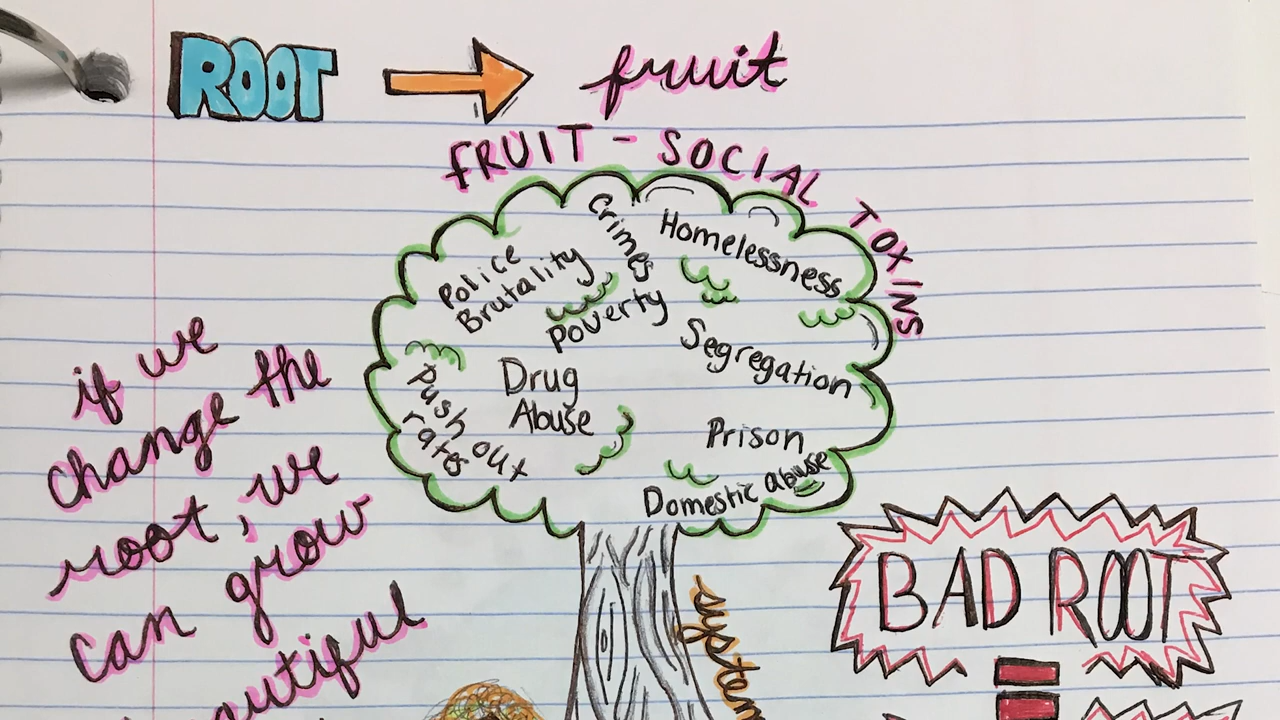 ROOT
fruit
FRUIT - SOCIAL TOXINS
Police
Brutality
Crimes
Homelessness
Poverty
Segregation
Drug
Abuse
Push out
rates
Prison
Domestic abuse
if we
change the
root, we
can grow
BAD ROOT
=